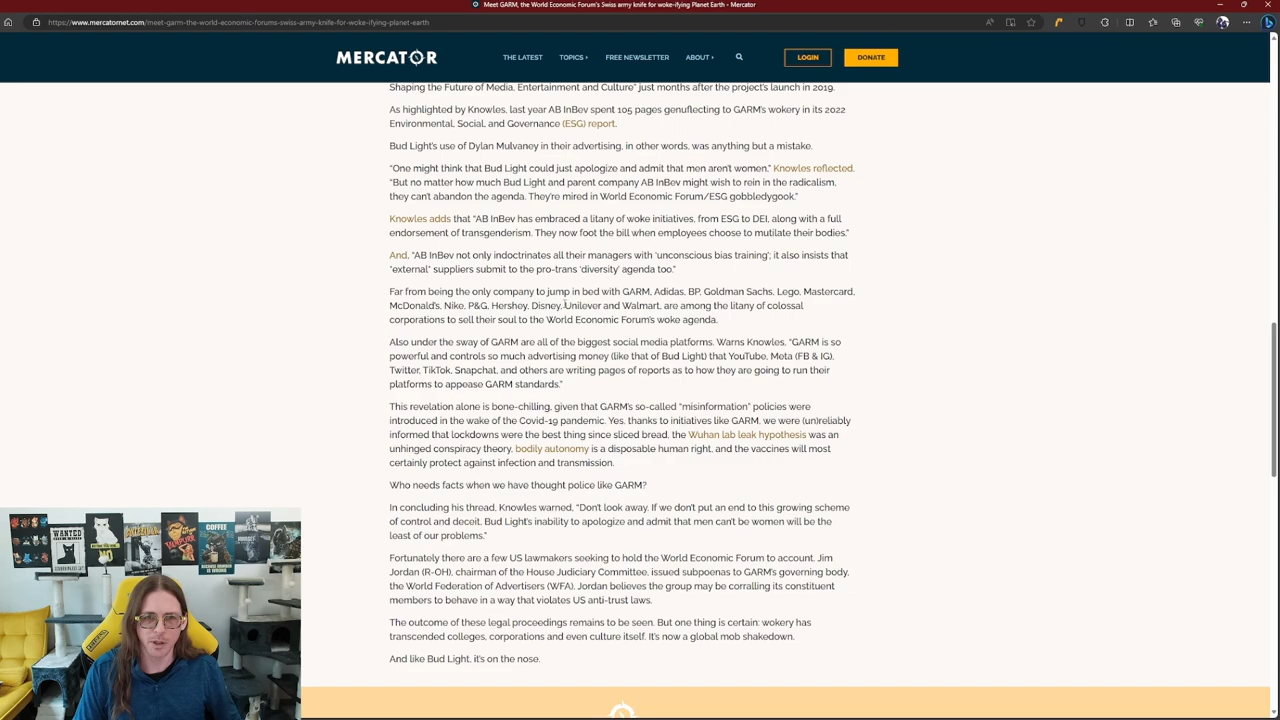 Meet GARM, the World Economic Forum's Swiss army knife for woke-ifying Planet Earth - Mercator
https://www.mercatornet.com/meet-garm-the-world-economic-forums-swiss-army-knife-for-woke-ifying-planet-earth
MERCATOR
THE LATEST TOPICS FREE NEWSLETTER ABOUT LOGIN DONATE
Shaping the Future of Media, Entertainment and Culture” just months after the project’s launch in 2019.
As highlighted by Knowles, last year AB InBev spent 105 pages genuflecting to GARM’s wokery in its 2022
Environmental, Social, and Governance (ESG) report.
Bud Light’s use of Dylan Mulvaney in their advertising, in other words, was anything but a mistake.
“One might think that Bud Light could just apologize and admit that men aren’t women,” Knowles reflected.
“But no matter how much Bud Light and parent company AB InBev might wish to rein in the radicalism,
they can’t abandon the agenda. They’re mired in World Economic Forum/ESG gobbledygook.”
Knowles adds that “AB InBev has embraced a litany of woke initiatives, from ESG to DEI, along with a full
endorsement of transgenderism. They now foot the bill when employees choose to mutilate their bodies.”
And, “AB InBev not only indoctrinates all their managers with ‘unconscious bias training’; it also insists that
“external” suppliers submit to the pro-trans ‘diversity’ agenda too.”
Far from being the only company to jump in bed with GARM, Adidas, BP, Goldman Sachs, Lego, Mastercard,
McDonald’s, Nike, P&G, Hershey, Disney, Unilever and Walmart, are among the litany of colossal
corporations to sell their soul to the World Economic Forum’s woke agenda.
Also under the sway of GARM are all of the biggest social media platforms. Warns Knowles, “GARM is so
powerful and controls so much advertising money (like that of Bud Light) that YouTube, Meta (FB & IG),
Twitter, TikTok, Snapchat, and others are writing pages of reports as to how they are going to run their
platforms to appease GARM standards.”
This revelation alone is bone-chilling, given that GARM’s so-called “misinformation” policies were
introduced in the wake of the Covid-19 pandemic. Yes, thanks to initiatives like GARM, we were (un)reliably
informed that lockdowns were the best thing since sliced bread, the Wuhan lab leak hypothesis was an
unhinged conspiracy theory, bodily autonomy is a disposable human right, and the vaccines will most
certainly protect against infection and transmission.
Who needs facts when we have thought police like GARM?
In concluding his thread, Knowles warned, “Don’t look away. If we don’t put an end to this growing scheme
of control and deceit, Bud Light’s inability to apologize and admit that men can’t be women will be the
least of our problems.”
Fortunately there are a few US lawmakers seeking to hold the World Economic Forum to account. Jim
Jordan (R-OH), chairman of the House Judiciary Committee, issued subpoenas to GARM’s governing body,
the World Federation of Advertisers (WFA). Jordan believes the group may be corralling its constituent
members to behave in a way that violates US anti-trust laws.
The outcome of these legal proceedings remains to be seen. But one thing is certain: wokery has
transcended colleges, corporations and even culture itself. It’s now a global mob shakedown.
And like Bud Light, it’s on the nose.
WANTED
COFFEE